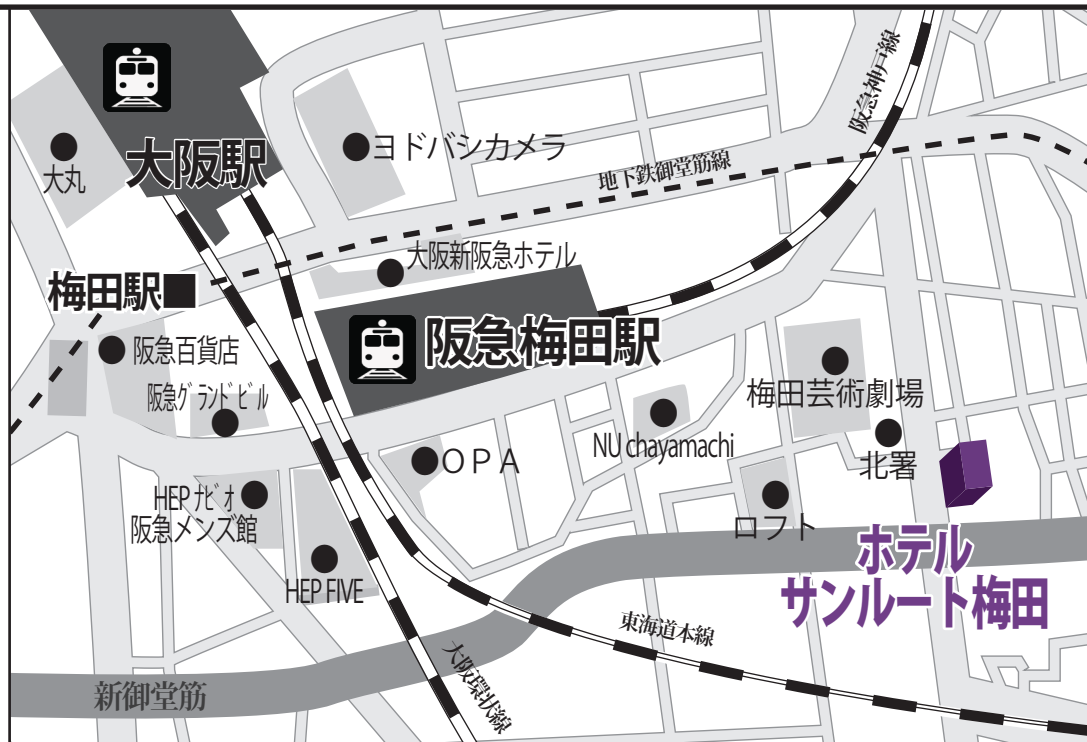 阪急神戸線
ヨドバシカメラ
大阪駅
大丸
地下鉄御堂筋線
大阪新阪急ホテル
梅田駅■
阪急梅田駅
阪急百貨店
阪急グランドビル
梅田芸術劇場
NU chayamachi
北署
OPA
HEP ナビオ
阪急メンズ館
ロフト
ホテル
サンルート梅田
HEP FIVE
東海道本線
大阪環状線
新御堂筋